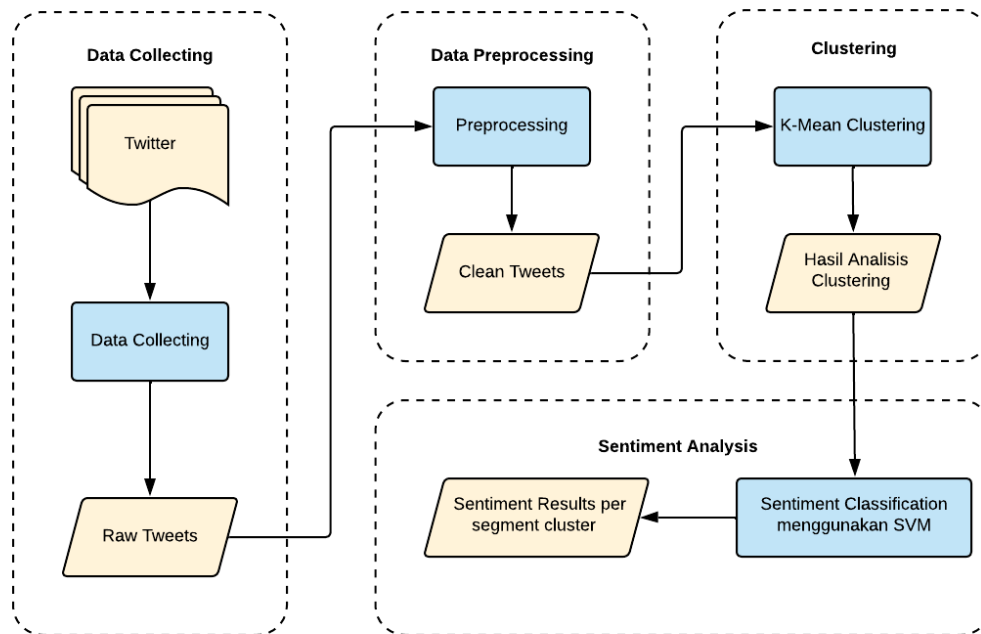 Data Collecting
Twitter
Data Collecting
Raw Tweets
Data Preprocessing
Preprocessing
Clean Tweets
Clustering
K-Mean Clustering
Hasil Analisis
Clustering
Sentiment Analysis
Sentiment Classification
menggunakan SVM
Sentiment Results per
segment cluster